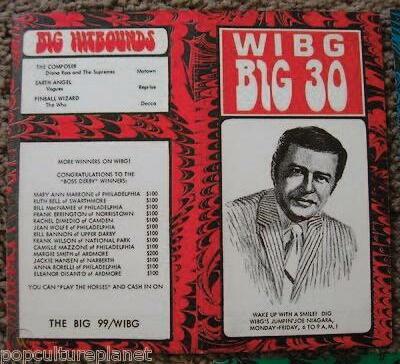 BIG HITBOUNDS
THE COMPOSER
Diana Ross and The Supremes Motown
EARTH ANGEL
Vogues Reprise
PINBALL WIZARD
The Who Decca
MORE WINNERS ON WIBG!
CONGRATULATIONS TO THE
"BOSS DERBY" WINNERS:
MARY ANN MARRONE of PHILADELPHIA $100
RUTH BELL of SWARTHMORE $100
BILL MacNAMEE of PHILADELPHIA $100
FRANK ERRINGTON of NORRISTOWN $100
RACHEL DIMEDIO of CAMDEN $100
JEAN WOLFE of PHILADELPHIA $100
BILL BANNON of UPPER DARBY $100
FRANK WILSON of NATIONAL PARK $100
CAMILLE MAZZONE of PHILADELPHIA $100
MARGIE SMITH of ARDMORE $200
JACKIE HANSEN of NARBERTH $100
ANNA BORELLI of PHILADELPHIA $100
ELEANOR DISANTO of ARDMORE $100
YOU CAN "PLAY THE HORSES" AND CASH IN ON
THE BIG 99/WIBG
WIBG
BIG 30
WAKE UP WITH A SMILE! DIG
WIBG'S JUMPIN'JOE NIAGARA,
MONDAY-FRIDAY, 6 TO 9 A.M.!
popcultureplanet